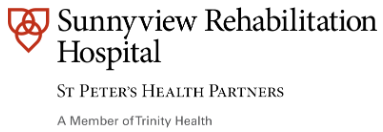 Sunnyview Rehabilitation
Hospital
ST PETER'S HEALTH PARTNERS
A Member of Trinity Health